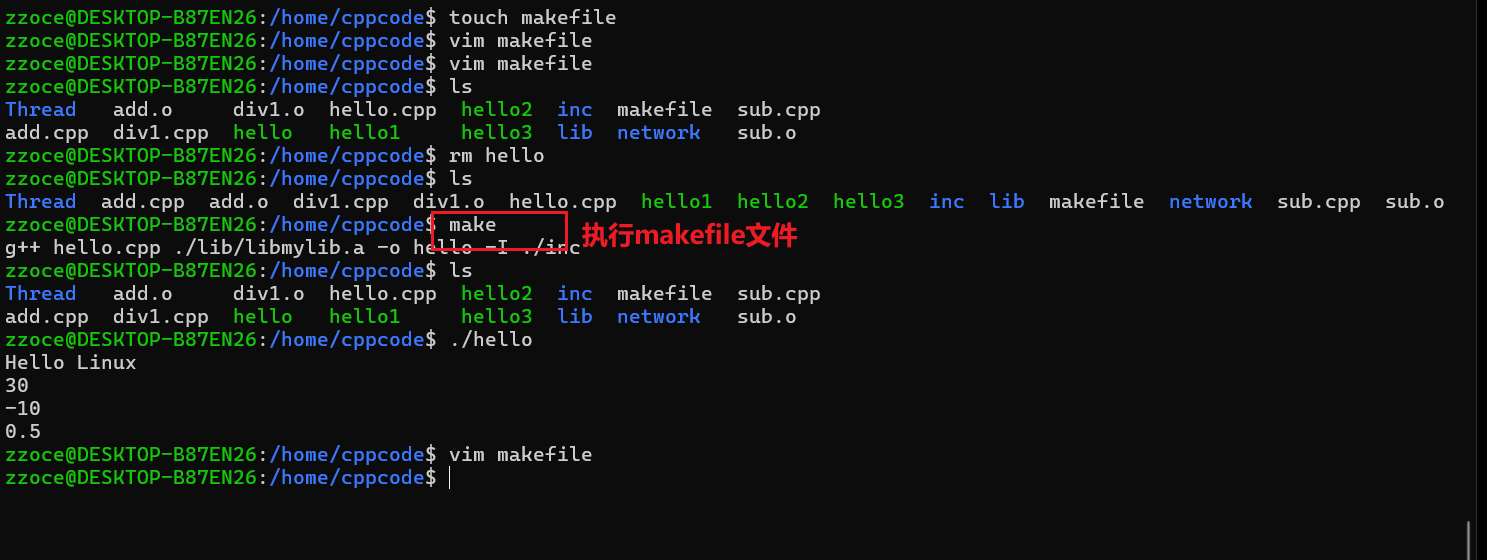 zzoce@DESKTOP-B87EN26:/home/cppcode$ touch makefile
zzoce@DESKTOP-B87EN26:/home/cppcode$ vim makefile
zzoce@DESKTOP-B87EN26:/home/cppcode$ vim makefile
zzoce@DESKTOP-B87EN26:/home/cppcode$ ls
Thread   add.o     div1.o  hello.cpp  hello2  inc  makefile  sub.cpp
add.cpp  div1.cpp  hello   hello1     hello3  lib  network   sub.o
zzoce@DESKTOP-B87EN26:/home/cppcode$ rm hello
zzoce@DESKTOP-B87EN26:/home/cppcode$ ls
Thread  add.cpp  add.o  div1.cpp  div1.o  hello.cpp  hello1  hello2  hello3  inc  lib  makefile  network  sub.cpp  sub.o
zzoce@DESKTOP-B87EN26:/home/cppcode$ make
执行makefile文件
g++ hello.cpp ./lib/libmylib.a -o hello -I ./inc
zzoce@DESKTOP-B87EN26:/home/cppcode$ ls
Thread   add.o     div1.o  hello.cpp  hello2  inc  makefile  sub.cpp
add.cpp  div1.cpp  hello   hello1     hello3  lib  network   sub.o
zzoce@DESKTOP-B87EN26:/home/cppcode$ ./hello
Hello Linux
30
-10
0.5
zzoce@DESKTOP-B87EN26:/home/cppcode$ vim makefile
zzoce@DESKTOP-B87EN26:/home/cppcode$